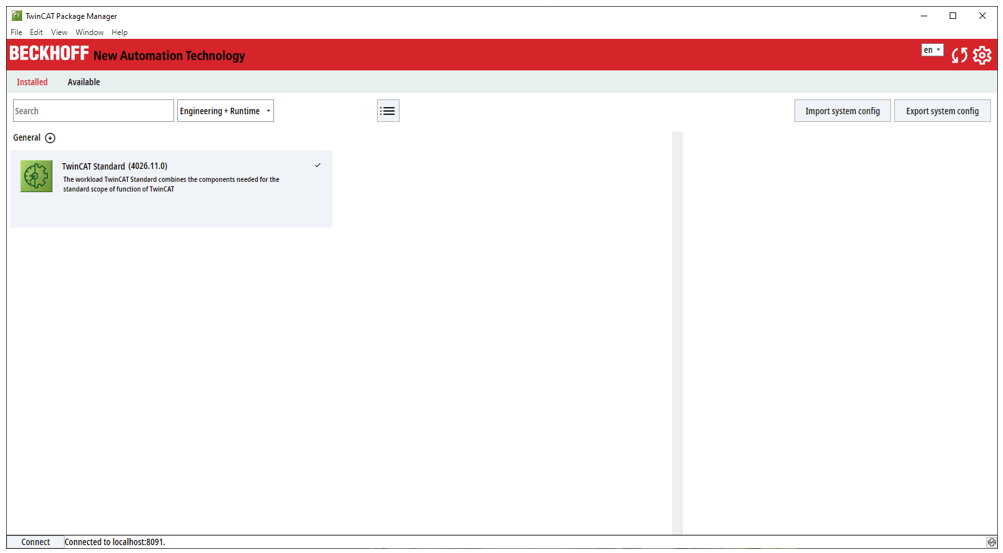 TwinCAT Package Manager
File Edit View Window Help
BECKHOFF New Automation Technology
en
Installed Available
Search
Engineering + Runtime
Import system config
Export system config
General
TwinCAT Standard (4026.11.0)
The workload TwinCAT Standard combines the components needed for the
standard scope of function of TwinCAT
Connect
Connected to localhost:8091.